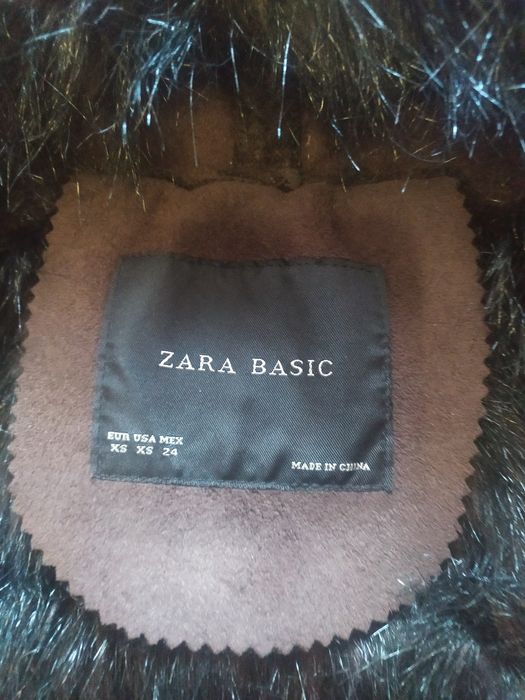 ZARA BASIC
EUR USA MEX
XS XS 24
MADE IN CHINA